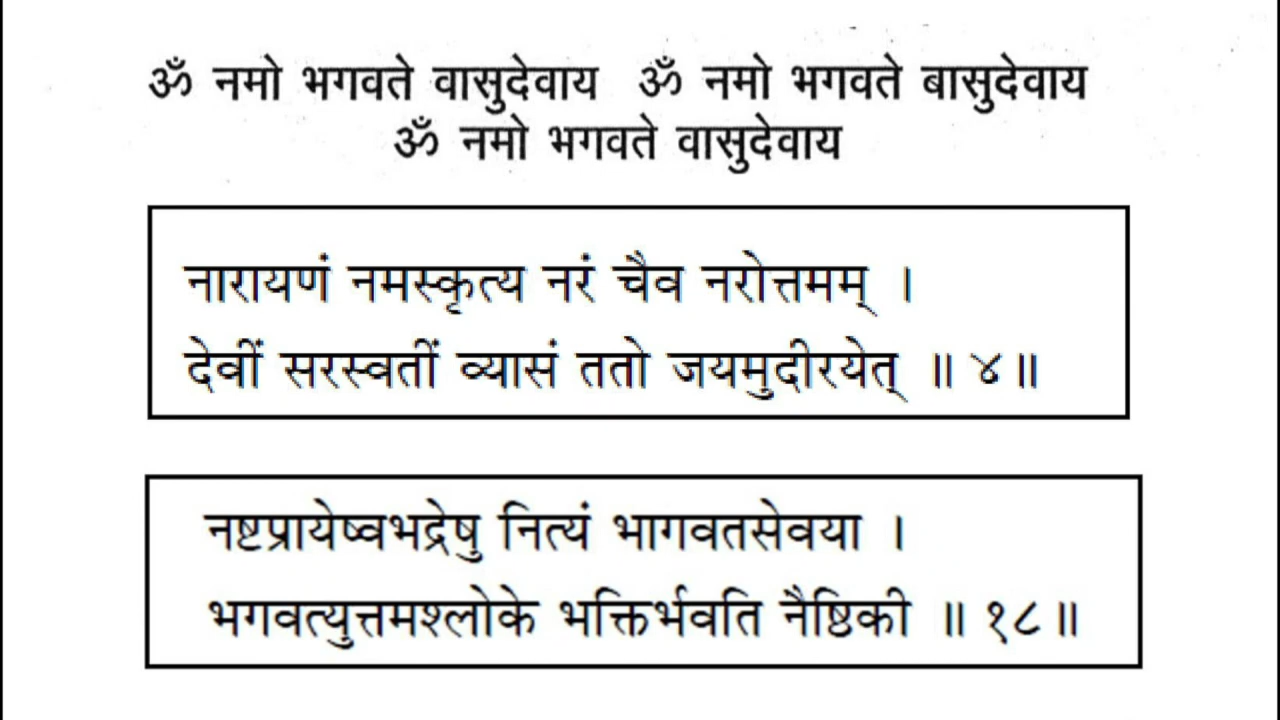 ॐ नमो भगवते वासुदेवाय ॐ नमो भगवते बासुदेवाय
ॐ नमो भगवते वासुदेवाय
नारायणं नमस्कृत्य नरं चैव नरोत्तमम् ।
देवीं सरस्वतीं व्यासं ततो जयमुदीरयेत् ॥ ४॥
नष्टप्रायेष्वभद्रेषु नित्यं भागवतसेवया ।
भगवत्युत्तमश्लोके भक्तिर्भवति नैष्ठिकी ॥ १८॥